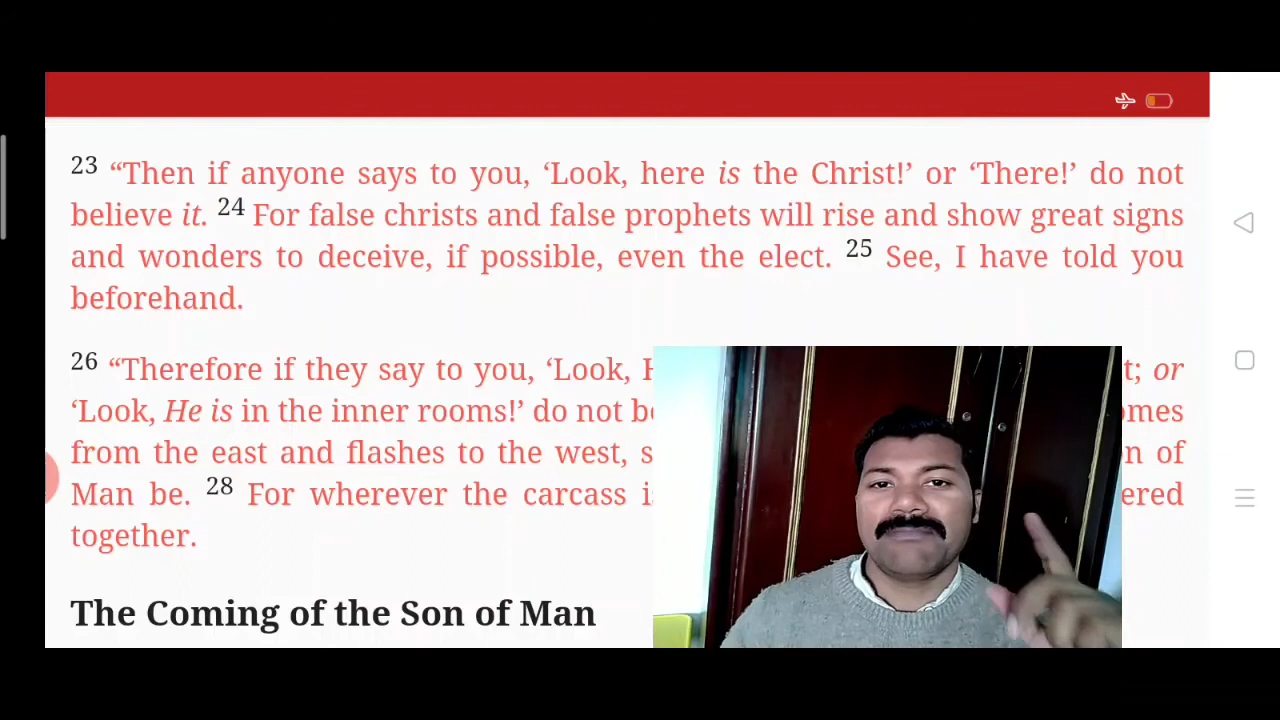 23 “Then if anyone says to you, ‘Look, here is the Christ!’ or ‘There!’ do not
believe it. 24 For false christs and false prophets will rise and show great signs
and wonders to deceive, if possible, even the elect. 25 See, I have told you
beforehand.
26 “Therefore if they say to you, ‘Look, or
‘Look, He is in the inner rooms!’ do not
from the east and flashes to the west, of
Man be. 28 For wherever the carcass
together.
The Coming of the Son of Man